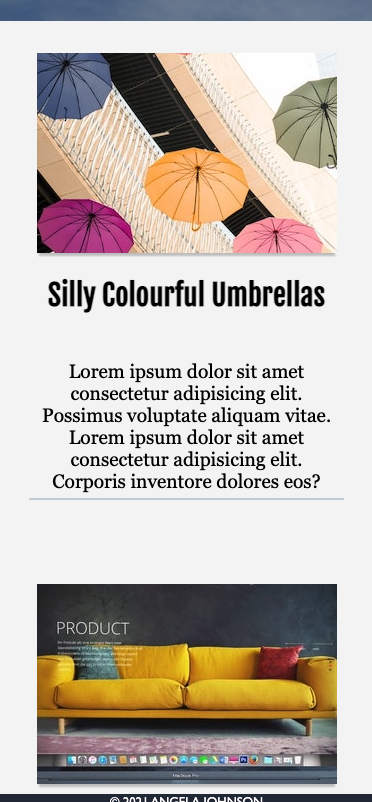 Silly Colourful Umbrellas
Lorem ipsum dolor sit amet
consectetur adipisicing elit.
Possimus voluptate aliquam vitae.
Lorem ipsum dolor sit amet
consectetur adipisicing elit.
Corporis inventore dolores eos?
PRODUCT
MacBook Pro
© 2021 ANGELA JOHNSON